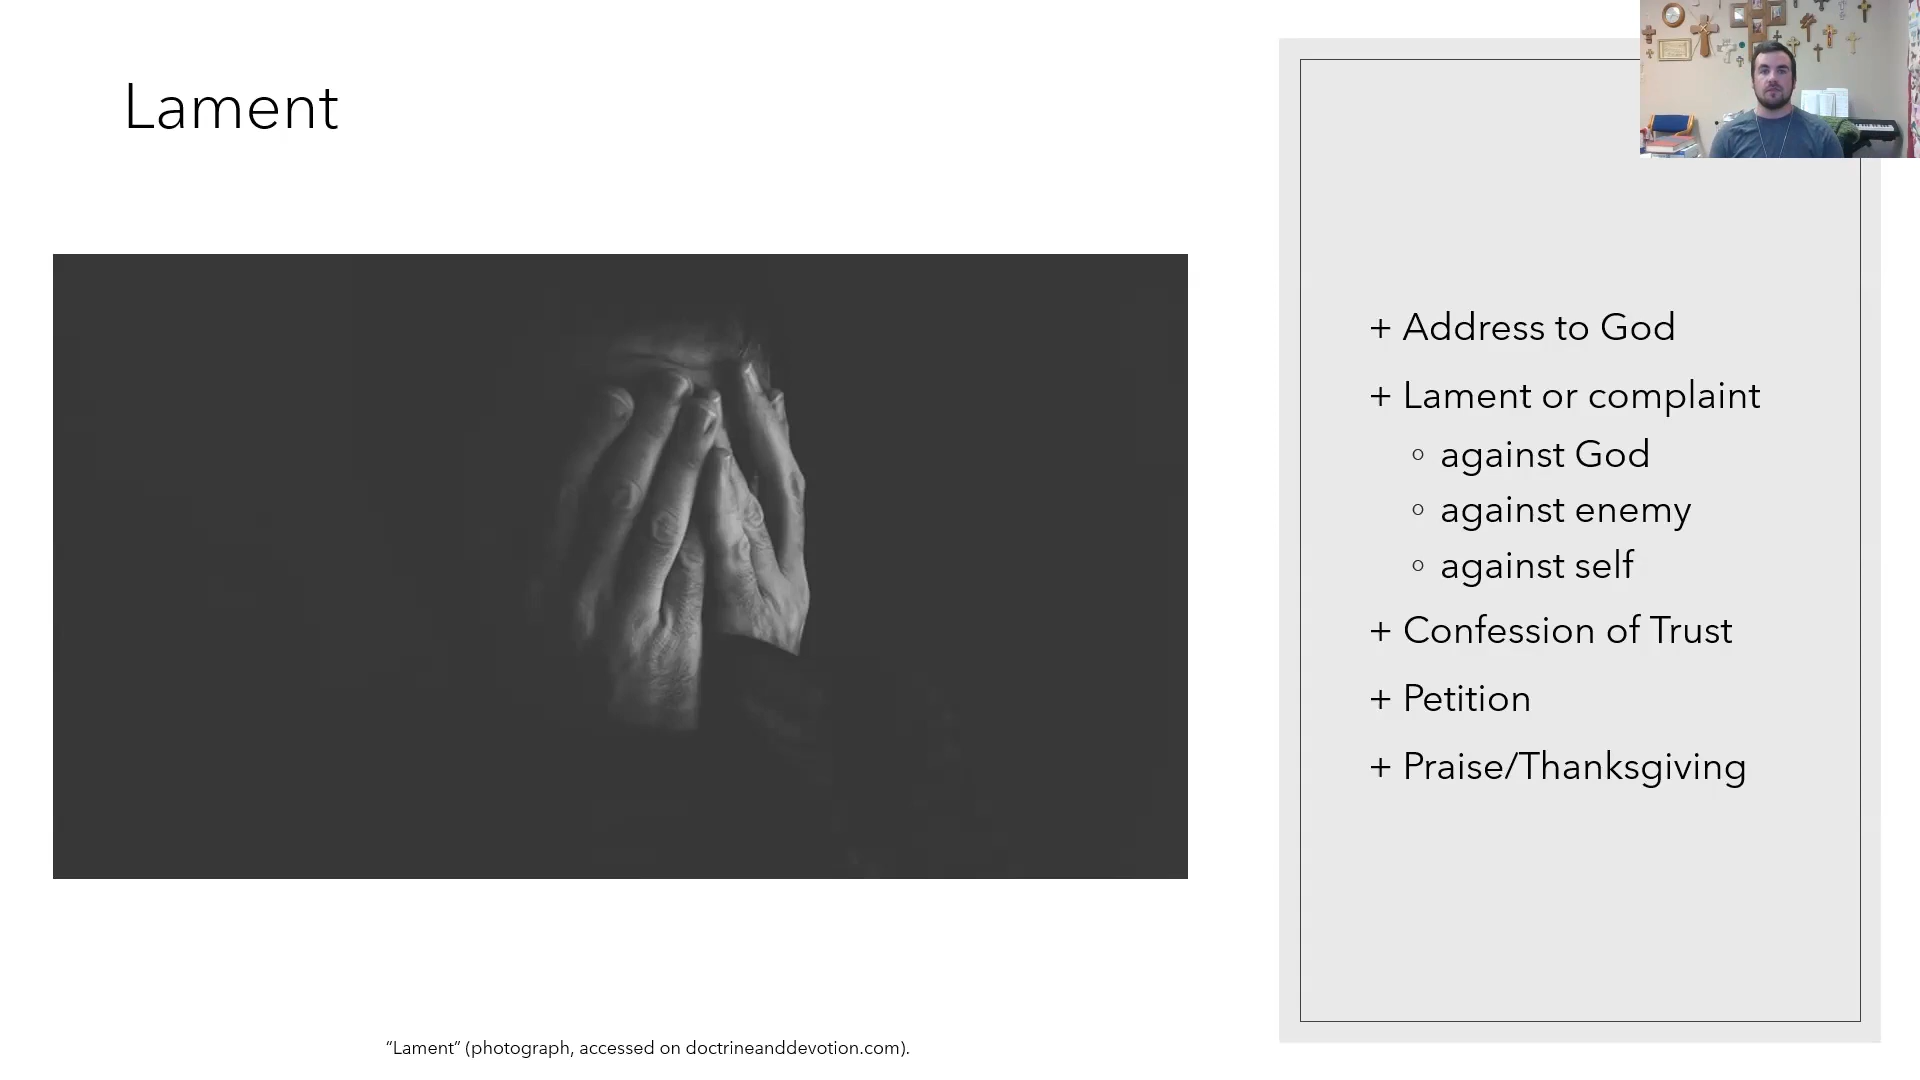 Lament
+ Address to God
+ Lament or complaint
◦ against God
◦ against enemy
◦ against self
+ Confession of Trust
+ Petition
+ Praise/Thanksgiving
“Lament” (photograph, accessed on doctrineanddevotion.com).